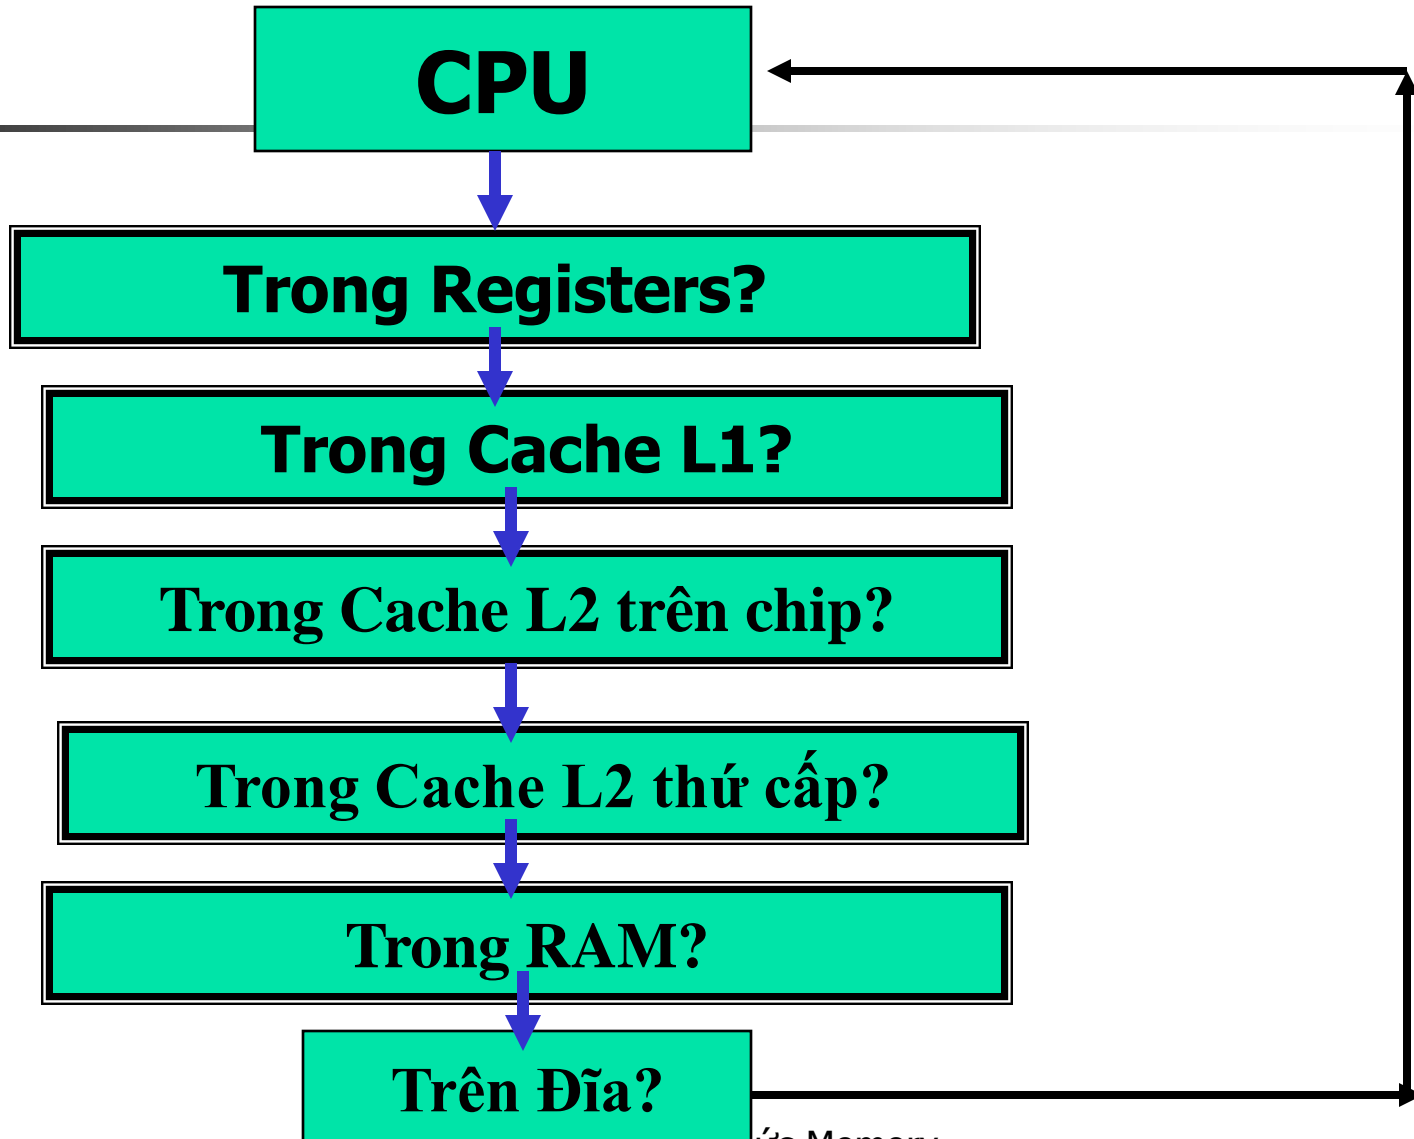 CPU
Trong Registers?
Trong Cache L1?
Trong Cache L2 trên chip?
Trong Cache L2 thứ cấp?
Trong RAM?
Trên Đĩa?
Memory